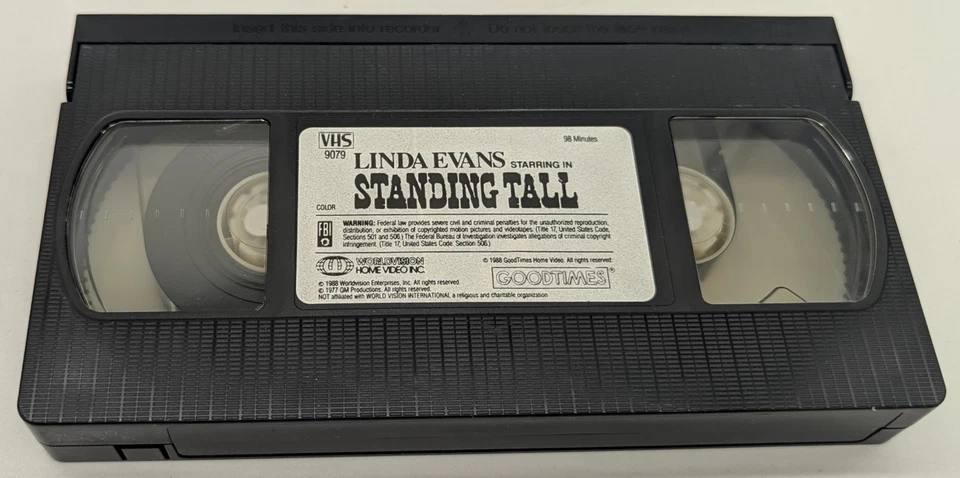 Insert this side into recorder
Do not touch the tape inside
VHS
98 Minutes
9079
LINDA EVANS STARRING IN
STANDING TALL
COLOR
FBI
WARNING: Federal law provides severe civil and criminal penalties for the unauthorized reproduction,
distribution, or exhibition of copyrighted motion pictures and videotapes. (Title 17, United States Code,
Sections 501 and 506.) The Federal Bureau of Investigation investigates allegations of criminal copyright
infringement. (Title 17, United States Code. Section 506.)
WORLDVISION
HOME VIDEO INC.
© 1988 GoodTimes Home Video. All rights reserved.
GOODTIMES®
© 1988 Worldvision Enterprises, Inc. All rights reserved.
© 1977 QM Productions. All rights reserved.
NOT affiliated with WORLD VISION INTERNATIONAL a religious and charitable organization